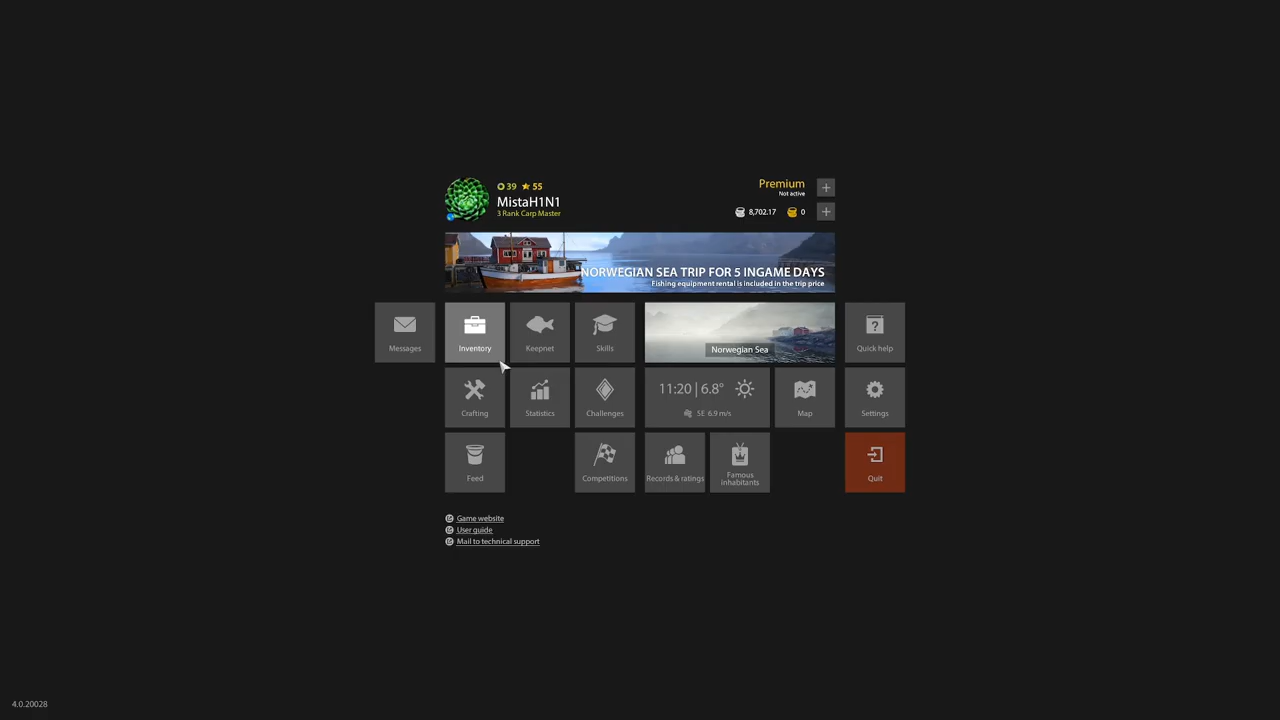 39 55
MistaH1N1
3 Rank Carp Master
Premium
Not active
8,702.17 0
NORWEGIAN SEA TRIP FOR 5 INGAME DAYS
Fishing equipment rental is included in the trip price
Messages
Inventory
Keepnet
Skills
Norwegian Sea
Quick help
Crafting
Statistics
Challenges
11:20 | 6.8°
SE 6.9 m/s
Map
Settings
Feed
Competitions
Records & ratings
Famous
inhabitants
Quit
Game website
User guide
Mail to technical support
4.0.20028